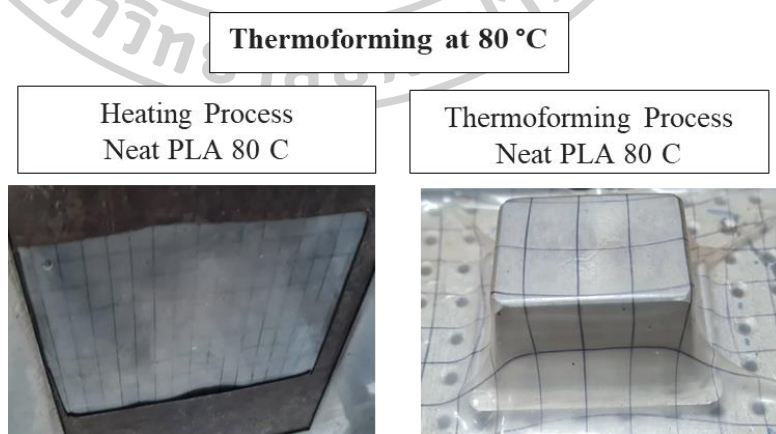 Thermoforming at 80 °C
Heating Process
Neat PLA 80 C
Thermoforming Process
Neat PLA 80 C